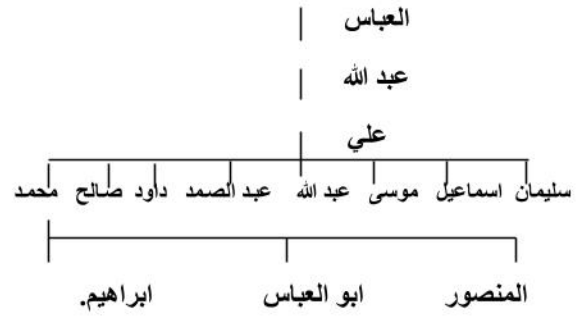 العباس
عبد الله
علي
سليمان اسماعيل موسى عبد الله عبد الصمد داود صالح محمد
المنصور ابو العباس ابراهيم.